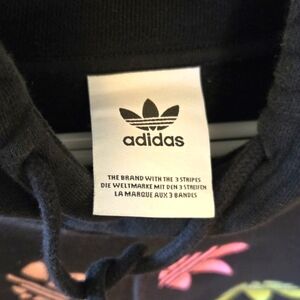 adidas
THE BRAND WITH THE 3 STRIPES
DIE WELTMARKE MIT DEN 3 STREIFEN
LA MARQUE AUX 3 BANDES